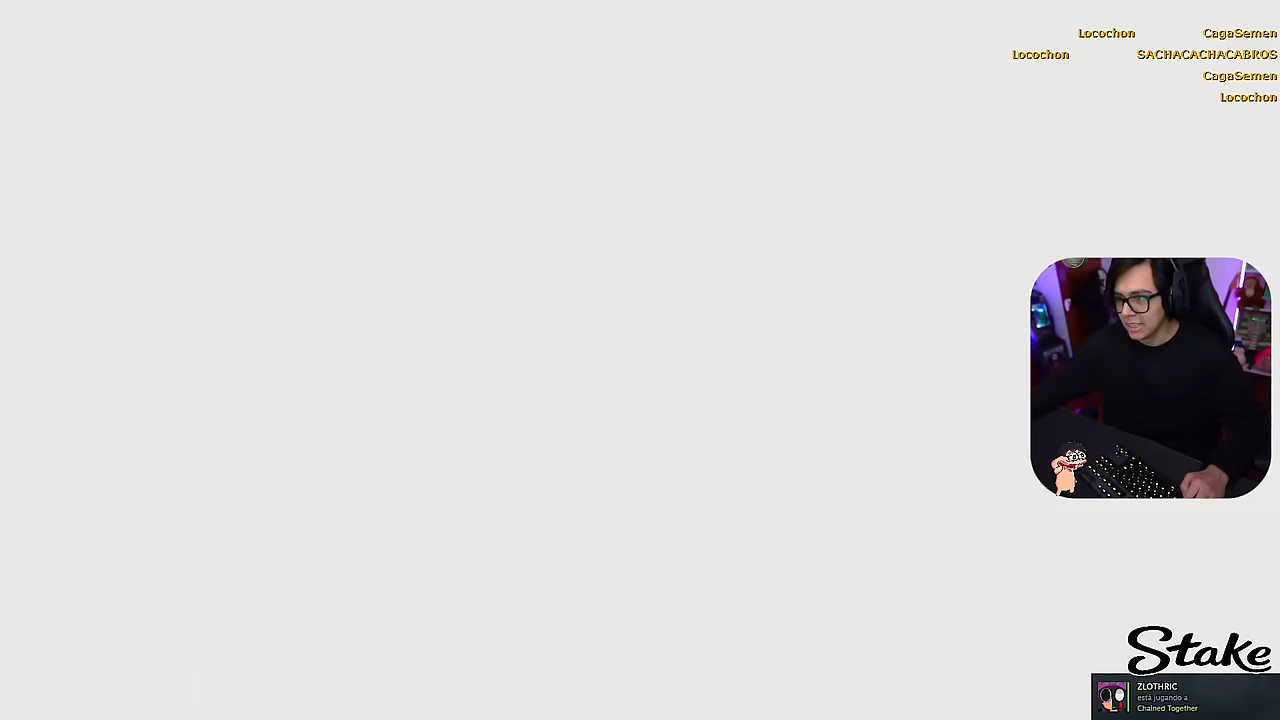 Locochon CagaSemen
Locochon SACHACACHACABROS
CagaSemen
Locochon
Stake
ZLOTHRIC
está jugando a
Chained Together